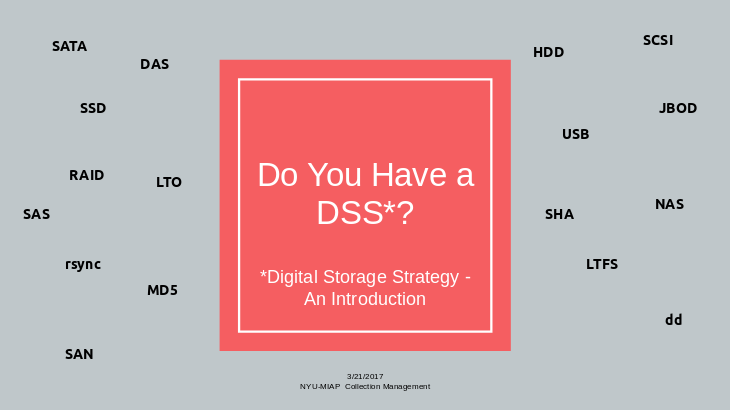 SATA
DAS
SSD
RAID
LTO
SAS
rsync
MD5
SAN
Do You Have a
DSS*?
*Digital Storage Strategy -
An Introduction
3/21/2017
NYU-MIAP  Collection Management
HDD
SCSI
JBOD
USB
NAS
SHA
LTFS
dd